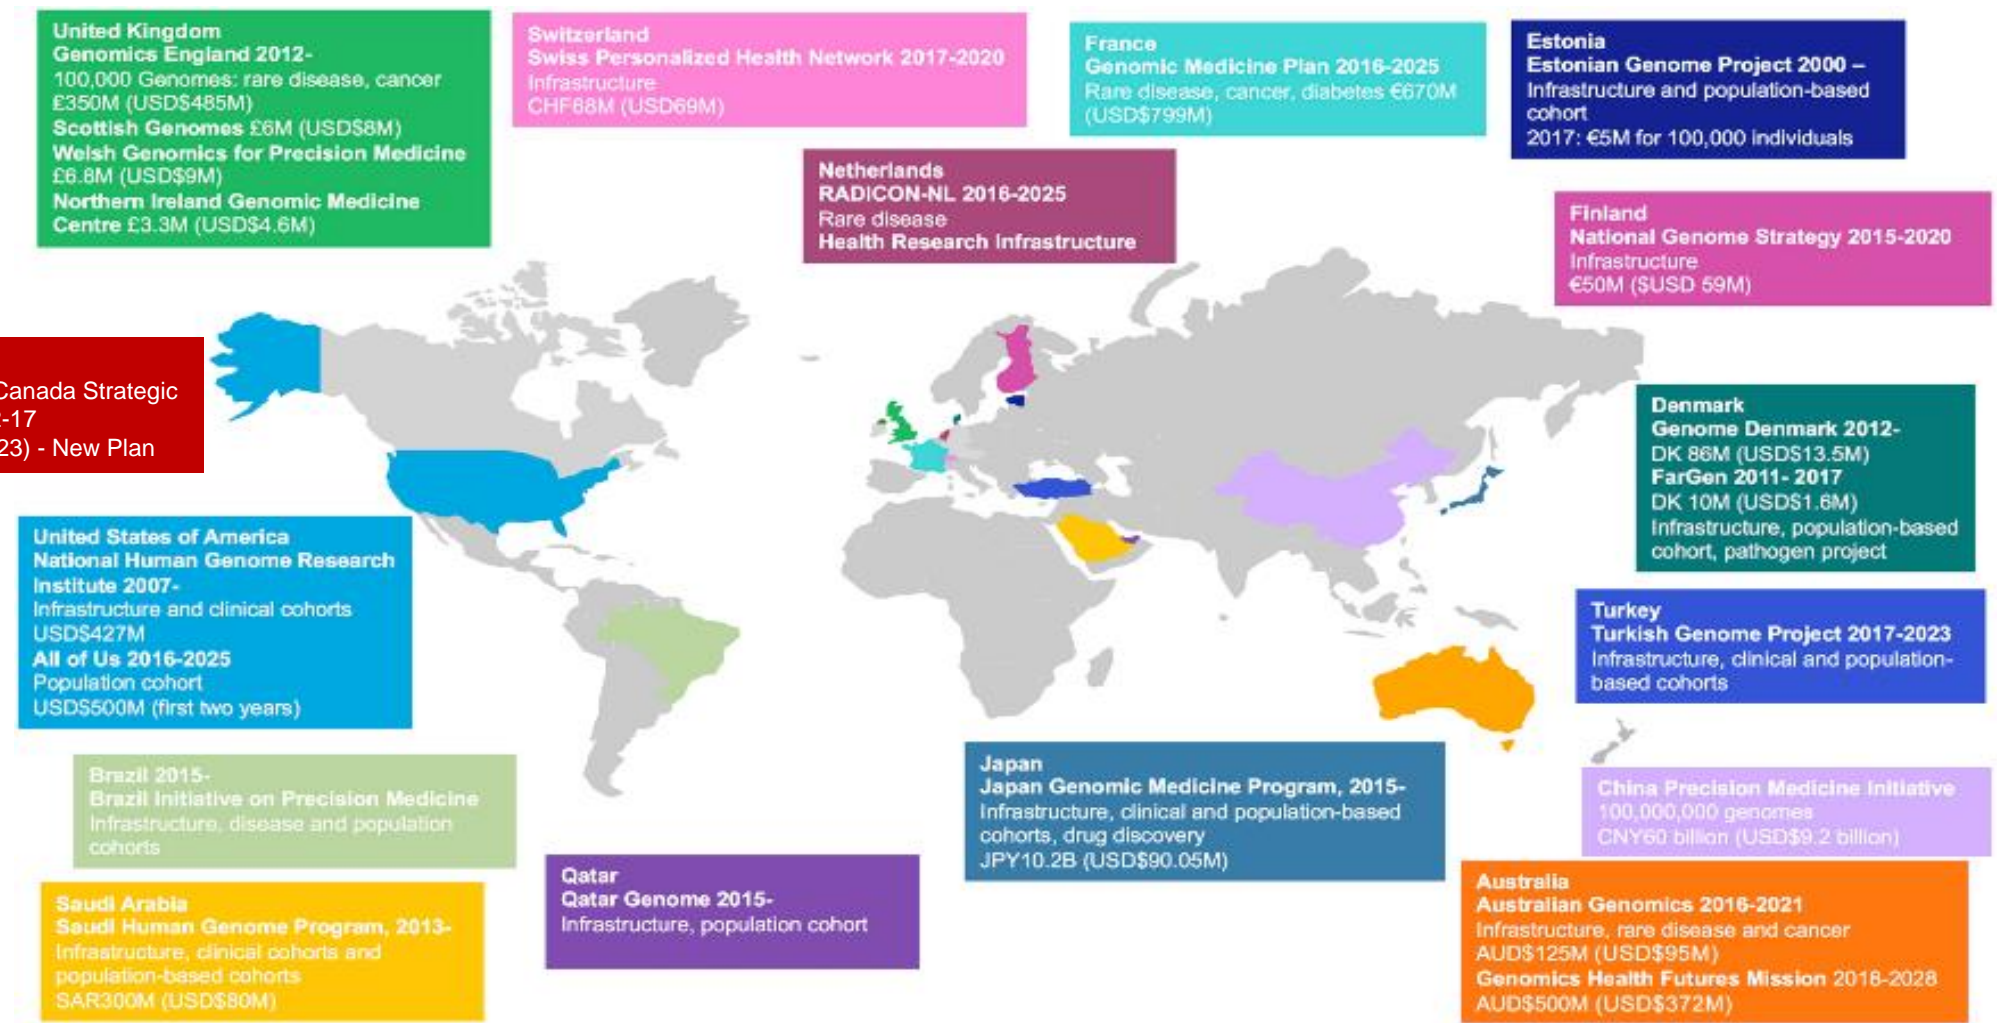 United Kingdom
Genomics England 2012-
100,000 Genomes: rare disease, cancer
£350M (USD$485M)
Scottish Genomes £6M (USD$8M)
Welsh Genomics for Precision Medicine
£6.8M (USD$9M)
Northern Ireland Genomic Medicine
Centre £3.3M (USD$4.6M)
Switzerland
Swiss Personalized Health Network 2017-2020
Infrastructure
CHF68M (USD69M)
France
Genomic Medicine Plan 2016-2025
Rare disease, cancer, diabetes €670M
(USD$799M)
Estonia
Estonian Genome Project 2000 –
Infrastructure and population-based
cohort
2017: €5M for 100,000 individuals
Netherlands
RADICON-NL 2016-2025
Rare disease
Health Research Infrastructure
Finland
National Genome Strategy 2015-2020
Infrastructure
€50M ($USD 59M)
Canada Strategic
-17
23) - New Plan
Denmark
Genome Denmark 2012-
DK 86M (USD$13.5M)
FarGen 2011- 2017
DK 10M (USD$1.6M)
Infrastructure, population-based
cohort, pathogen project
United States of America
National Human Genome Research
Institute 2007-
Infrastructure and clinical cohorts
USD$427M
All of Us 2016-2025
Population cohort
USD$500M (first two years)
Turkey
Turkish Genome Project 2017-2023
Infrastructure, clinical and population-
based cohorts
Brazil 2015-
Brazil Initiative on Precision Medicine
Infrastructure, disease and population
cohorts
Japan
Japan Genomic Medicine Program, 2015-
Infrastructure, clinical and population-based
cohorts, drug discovery
JPY10.2B (USD$90.05M)
China Precision Medicine Initiative
100,000,000 genomes
CNY60 billion (USD$9.2 billion)
Saudi Arabia
Saudi Human Genome Program, 2013-
Infrastructure, clinical cohorts and
population-based cohorts
SAR300M (USD$80M)
Qatar
Qatar Genome 2015-
Infrastructure, population cohort
Australia
Australian Genomics 2016-2021
Infrastructure, rare disease and cancer
AUD$125M (USD$95M)
Genomics Health Futures Mission 2018-2028
AUD$500M (USD$372M)